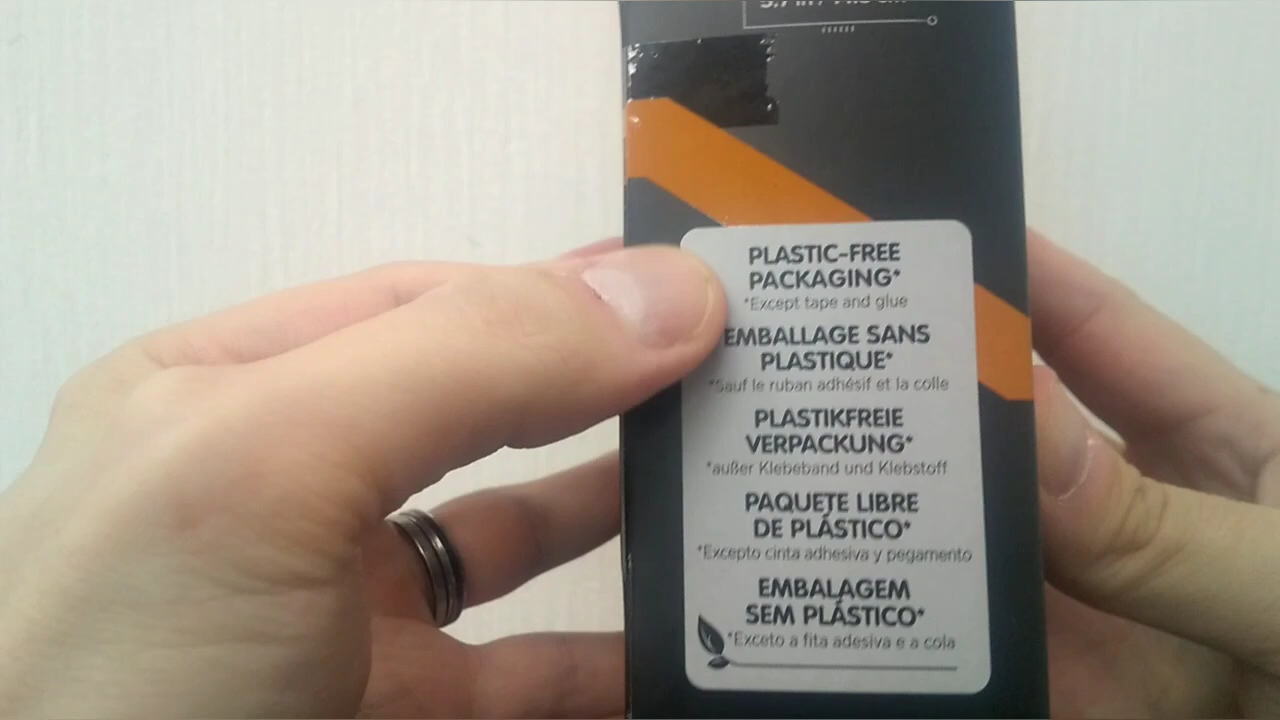 PLASTIC-FREE
PACKAGING*
*Except tape and glue
EMBALLAGE SANS
PLASTIQUE*
*Sauf le ruban adhésif et la colle
PLASTIKFREIE
VERPACKUNG*
*außer Klebeband und Klebstoff
PAQUETE LIBRE
DE PLÁSTICO*
*Excepto cinta adhesiva y pegamento
EMBALAGEM
SEM PLÁSTICO*
*Exceto a fita adesiva e a cola